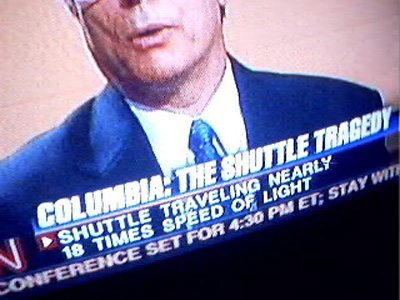 COLUMBIA: THE SHUTTLE TRAGEDY
SHUTTLE TRAVELING NEARLY
18 TIMES SPEED OF LIGHT
N
CONFERENCE SET FOR 4:30 PM ET; STAY WITH